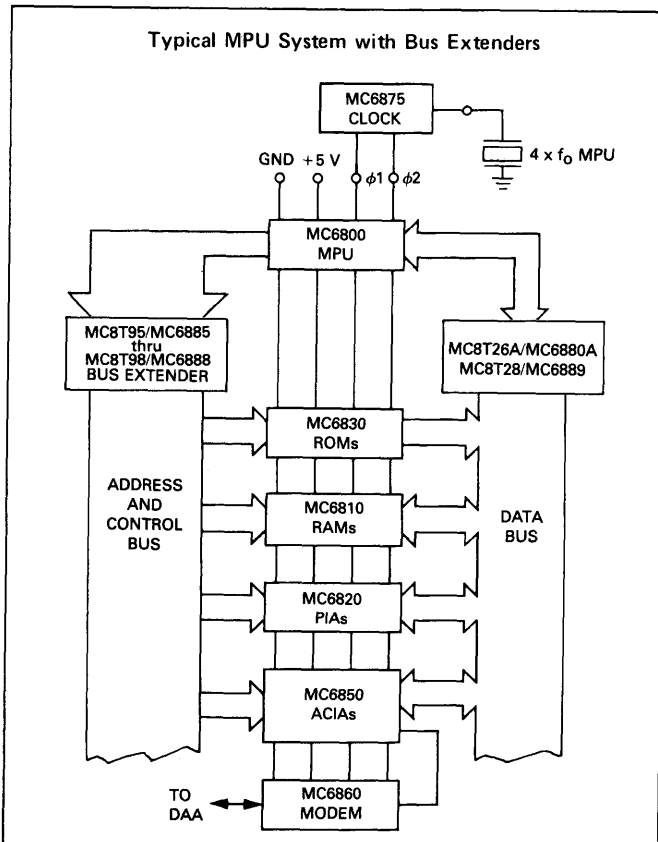 Typical MPU System with Bus Extenders
MC6875
CLOCK
4 x fo MPU
GND +5 V
φ1 φ2
MC6800
MPU
MC8T95/MC6885
thru
MC8T98/MC6888
BUS EXTENDER
MC8T26A/MC6880A
MC8T28/MC6889
MC6830
ROMs
ADDRESS
AND
CONTROL
BUS
MC6810
RAMs
DATA
BUS
MC6820
PIAs
MC6850
ACIAs
TO
DAA
MC6860
MODEM